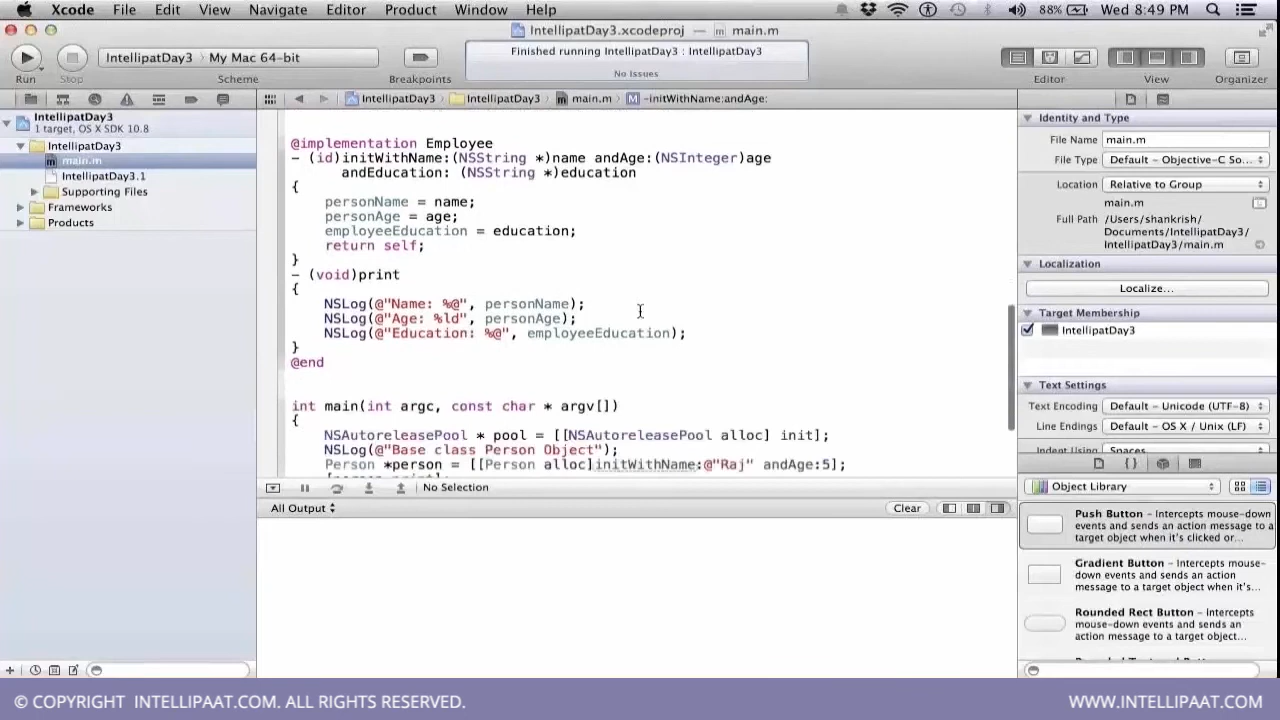 Xcode File Edit View Navigate Editor Product Window Help 88% Wed 8:49 PM
IntellipatDay3.xcodeproj — main.m
IntellipatDay3 My Mac 64-bit
Finished running IntellipatDay3 : IntellipatDay3
No Issues
Run Stop Scheme Breakpoints Editor View Organizer
IntellipatDay3 IntellipatDay3 main.m M -initWithName:andAge:
IntellipatDay3
1 target, OS X SDK 10.8
IntellipatDay3
main.m
IntellipatDay3.1
Supporting Files
Frameworks
Products
@implementation Employee
- (id)initWithName:(NSString *)name andAge:(NSInteger)age
andEducation: (NSString *)education
{
personName = name;
personAge = age;
employeeEducation = education;
return self;
}
- (void)print
{
NSLog(@"Name: %@", personName);
NSLog(@"Age: %ld", personAge);
NSLog(@"Education: %@", employeeEducation);
}
@end
int main(int argc, const char * argv[])
{
NSAutoreleasePool * pool = [[NSAutoreleasePool alloc] init];
NSLog(@"Base class Person Object");
Person *person = [[Person alloc]initWithName:@"Raj" andAge:5];
No Selection
All Output Clear
Identity and Type
File Name main.m
File Type Default - Objective-C So...
Location Relative to Group
main.m
Full Path /Users/shankrish/
Documents/IntellipatDay3/
IntellipatDay3/main.m
Localization
Localize...
Target Membership
IntellipatDay3
Text Settings
Text Encoding Default - Unicode (UTF-8)
Line Endings Default - OS X / Unix (LF)
Indent Using Spaces
{ }
Object Library
Push Button - Intercepts mouse-down
events and sends an action message to a
target object when it's clicked or...
Gradient Button - Intercepts mouse-
down events and sends an action
message to a target object when it's...
Rounded Rect Button - Intercepts
mouse-down events and sends an
action message to a target object...
© COPYRIGHT INTELLIPAAT.COM. ALL RIGHTS RESERVED. WWW.INTELLIPAAT.COM